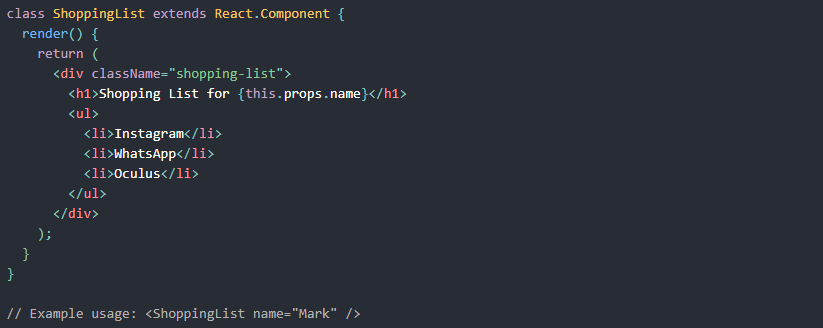 class ShoppingList extends React.Component {
  render() {
    return (
      <div className="shopping-list">
        <h1>Shopping List for {this.props.name}</h1>
        <ul>
          <li>Instagram</li>
          <li>WhatsApp</li>
          <li>Oculus</li>
        </ul>
      </div>
    );
  }
}

// Example usage: <ShoppingList name="Mark" />